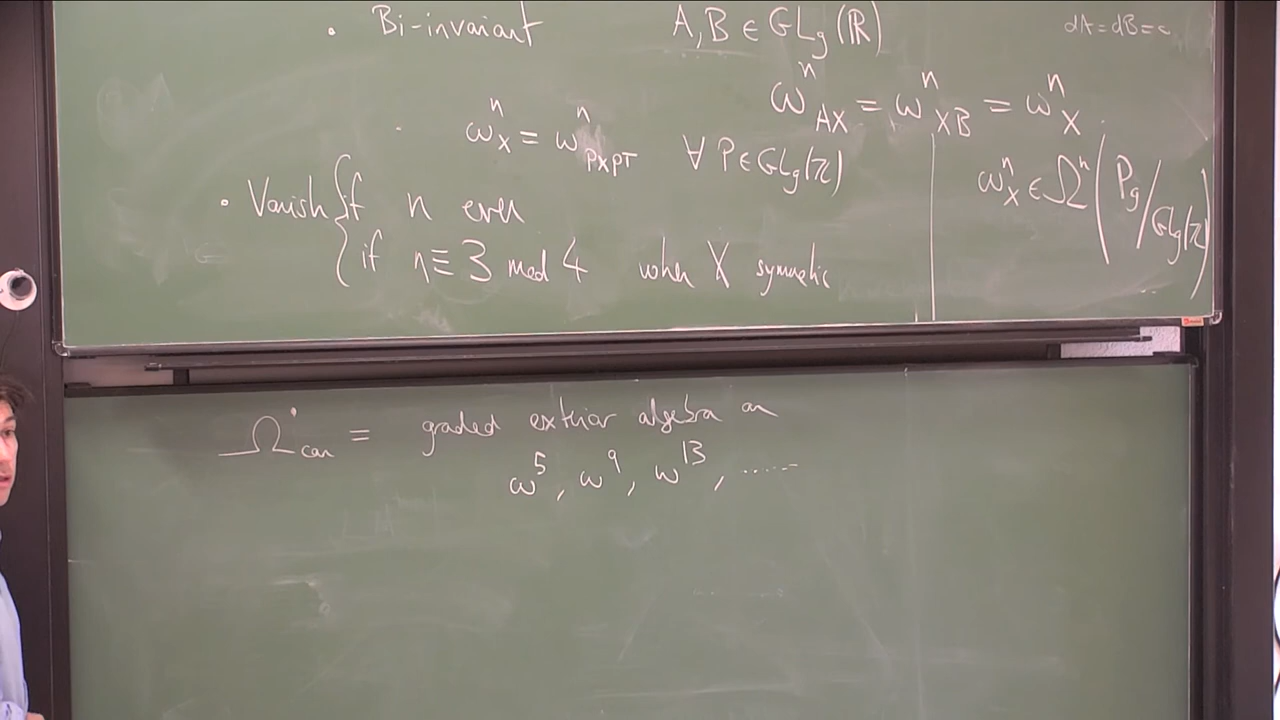 • Bi-invariant A, B ∈ GL_g(ℝ) dA = dB = 0
ω^n_{AX} = ω^n_{XB} = ω^n_X.
ω^n_X = ω^n_{PXP^T} ∀ P ∈ GL_g(ℤ)
ω^n_X ∈ Ω^n(P_g / GL_g(ℤ))
• Vanish { if n even
{ if n ≡ 3 mod 4 when X symmetric
Ω^•_{can} = graded exterior algebra on
ω^5, ω^9, ω^{13}, ......